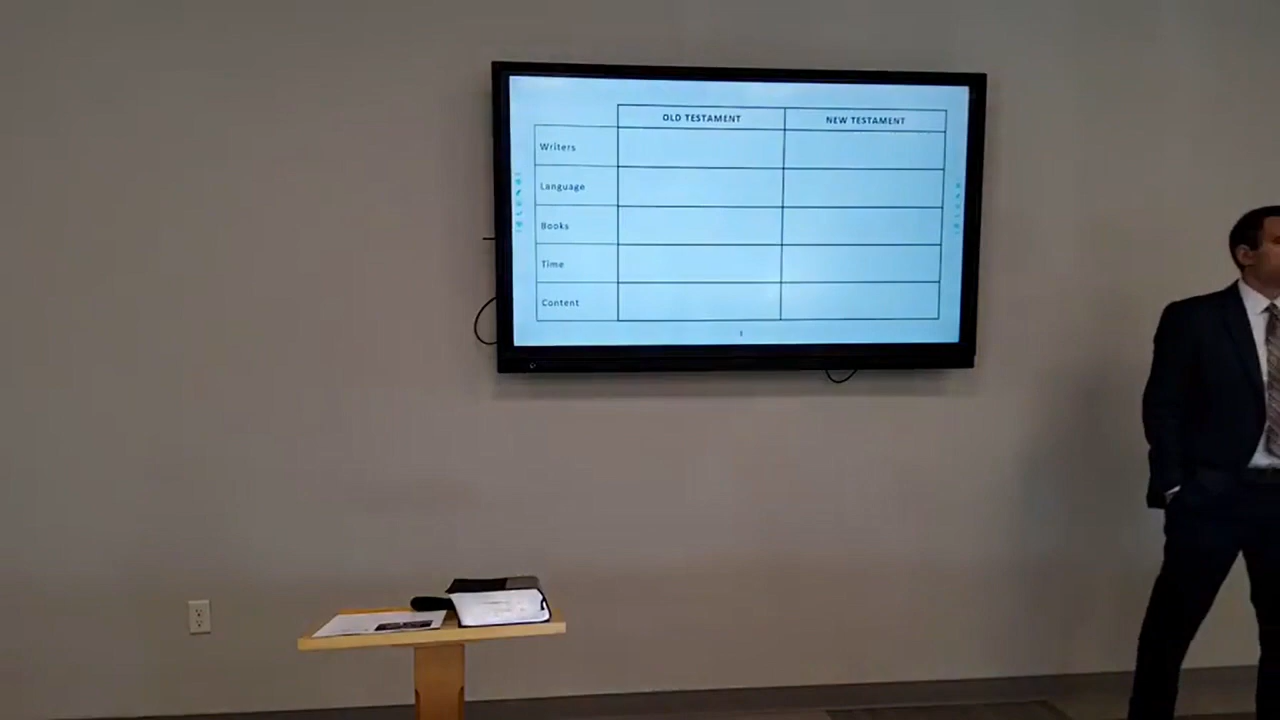 OLD TESTAMENT NEW TESTAMENT
Writers
Language
Books
Time
Content